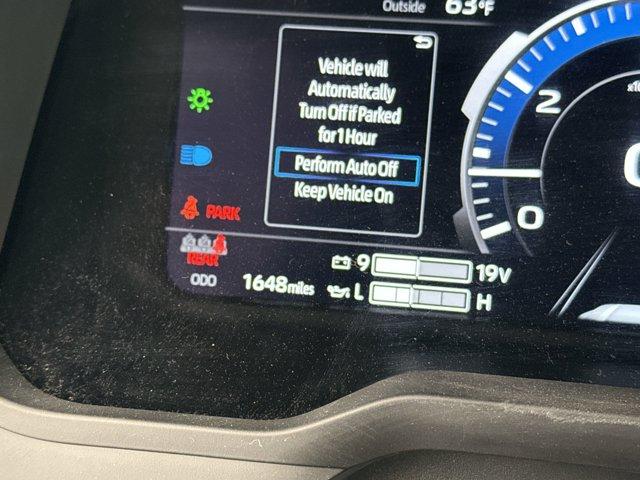 Outside 63°F
Vehicle will
Automatically
Turn Off if Parked
for 1 Hour
Perform Auto Off
Keep Vehicle On
PARK
REAR
ODO 1648 miles
9 19V
L H
2
0